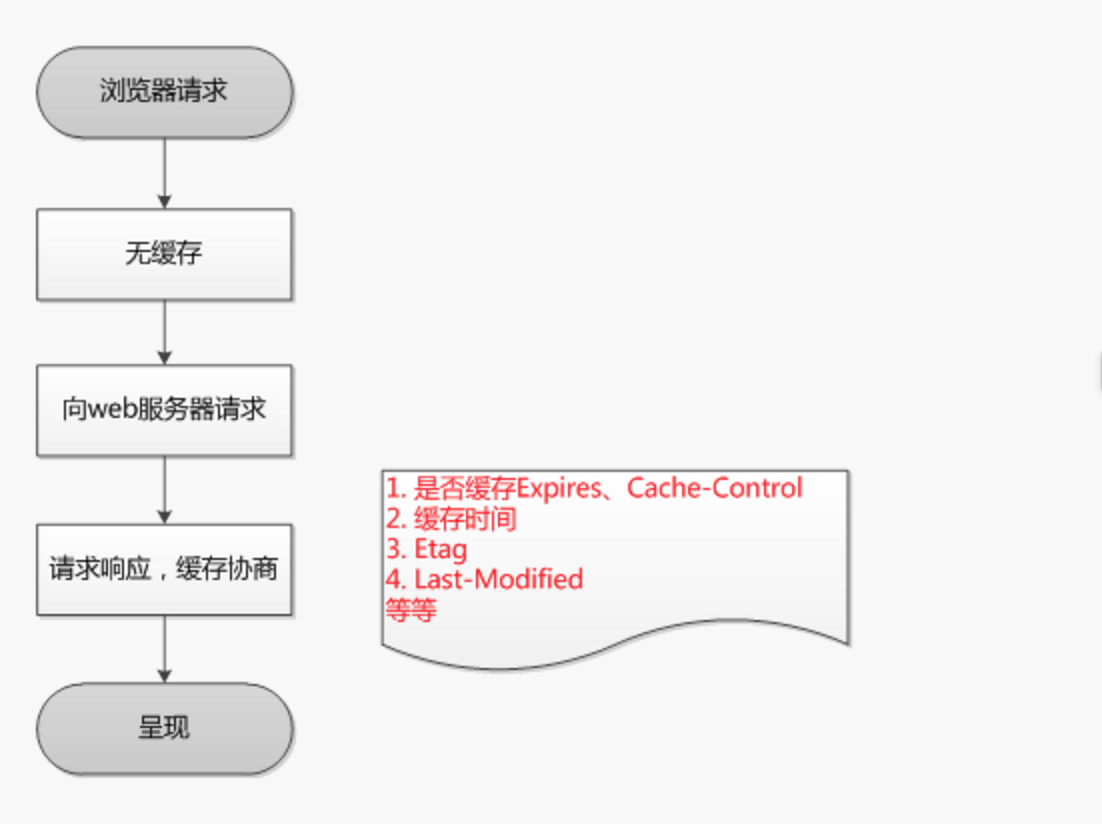 浏览器请求
无缓存
向web服务器请求
请求响应，缓存协商
呈现
1. 是否缓存Expires、Cache-Control
2. 缓存时间
3. Etag
4. Last-Modified
等等